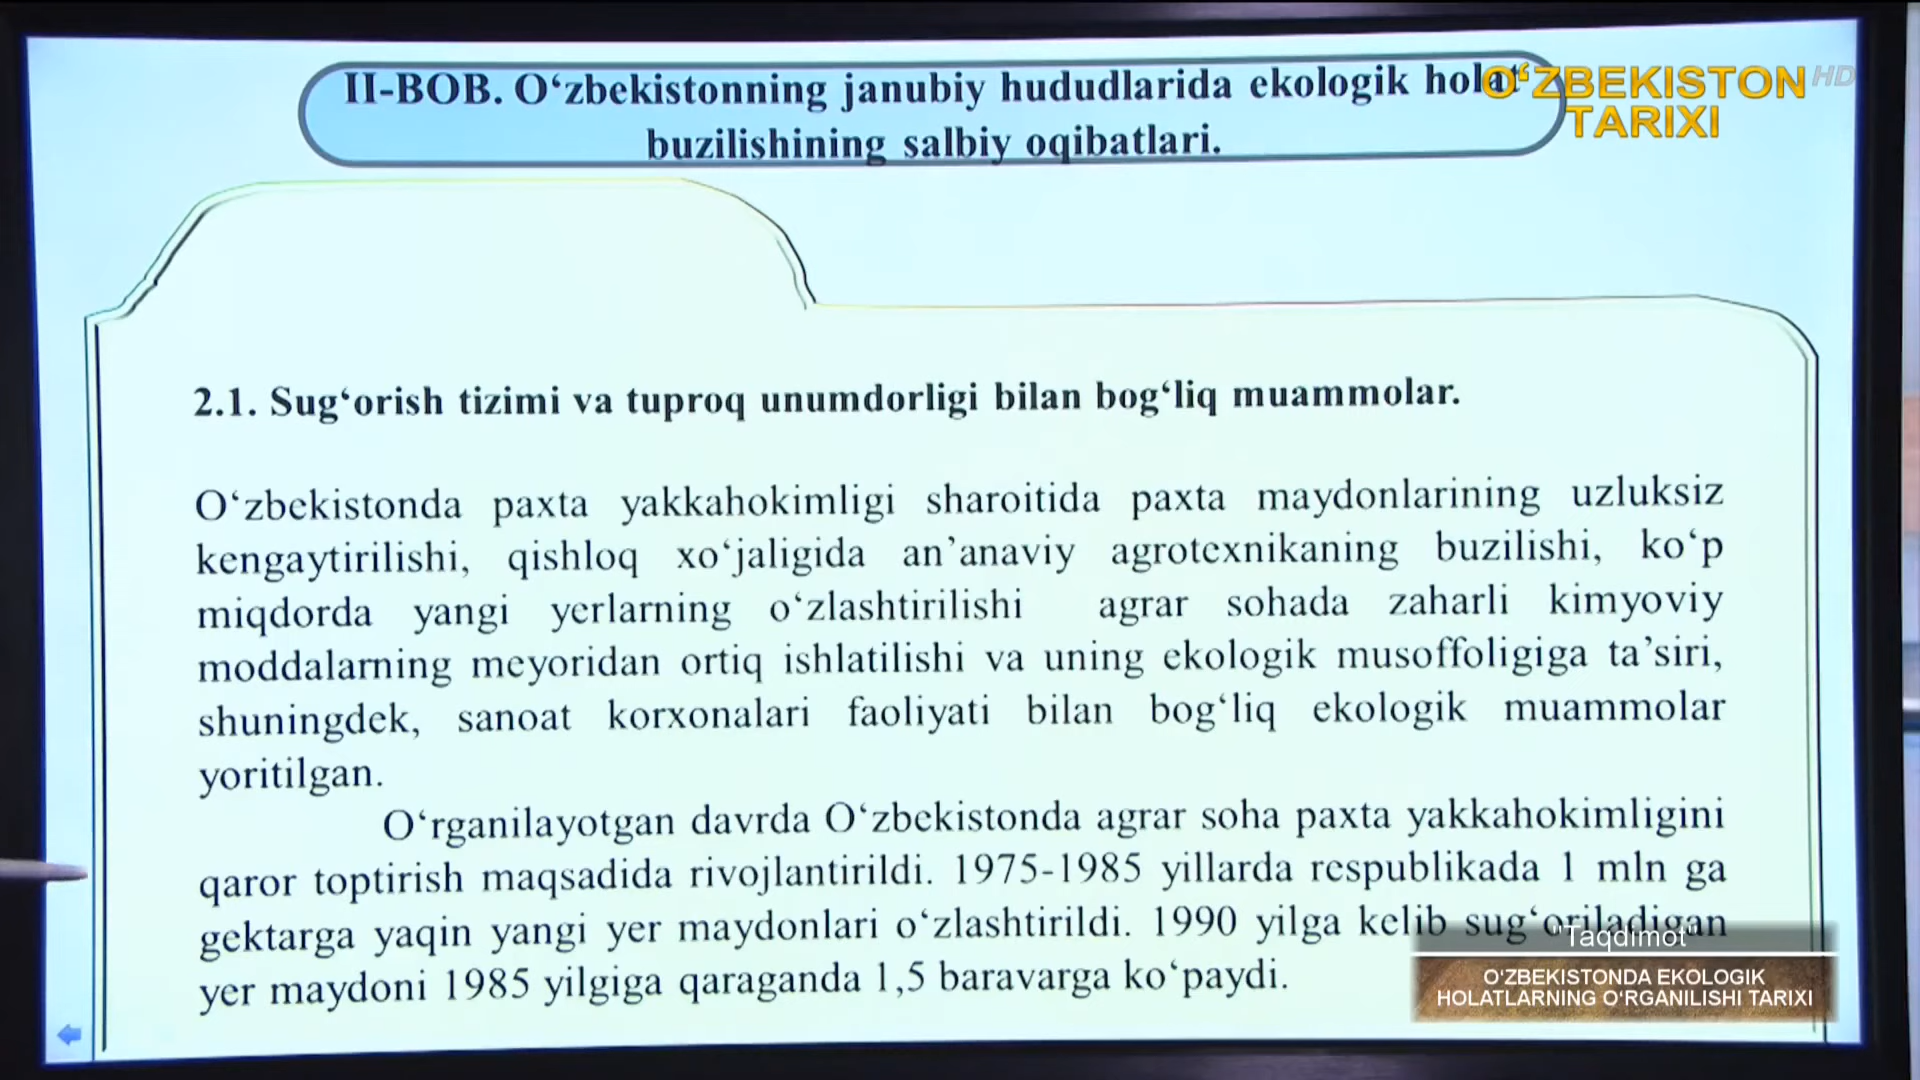 II-BOB. O‘zbekistonning janubiy hududlarida ekologik holat
buzilishining salbiy oqibatlari.
O‘ZBEKISTON HD
TARIXI
2.1. Sug‘orish tizimi va tuproq unumdorligi bilan bog‘liq muammolar.
O‘zbekistonda paxta yakkahokimligi sharoitida paxta maydonlarining uzluksiz
kengaytirilishi, qishloq xo‘jaligida an’anaviy agrotexnikaning buzilishi, ko‘p
miqdorda yangi yerlarning o‘zlashtirilishi agrar sohada zaharli kimyoviy
moddalarning meyoridan ortiq ishlatilishi va uning ekologik musoffoligiga ta’siri,
shuningdek, sanoat korxonalari faoliyati bilan bog‘liq ekologik muammolar
yoritilgan.
O‘rganilayotgan davrda O‘zbekistonda agrar soha paxta yakkahokimligini
qaror toptirish maqsadida rivojlantirildi. 1975-1985 yillarda respublikada 1 mln ga
gektarga yaqin yangi yer maydonlari o‘zlashtirildi. 1990 yilga kelib sug‘oriladigan
yer maydoni 1985 yilgiga qaraganda 1,5 baravarga ko‘paydi.
"Taqdimot"
O‘ZBEKISTONDA EKOLOGIK
HOLATLARNING O‘RGANILISHI TARIXI